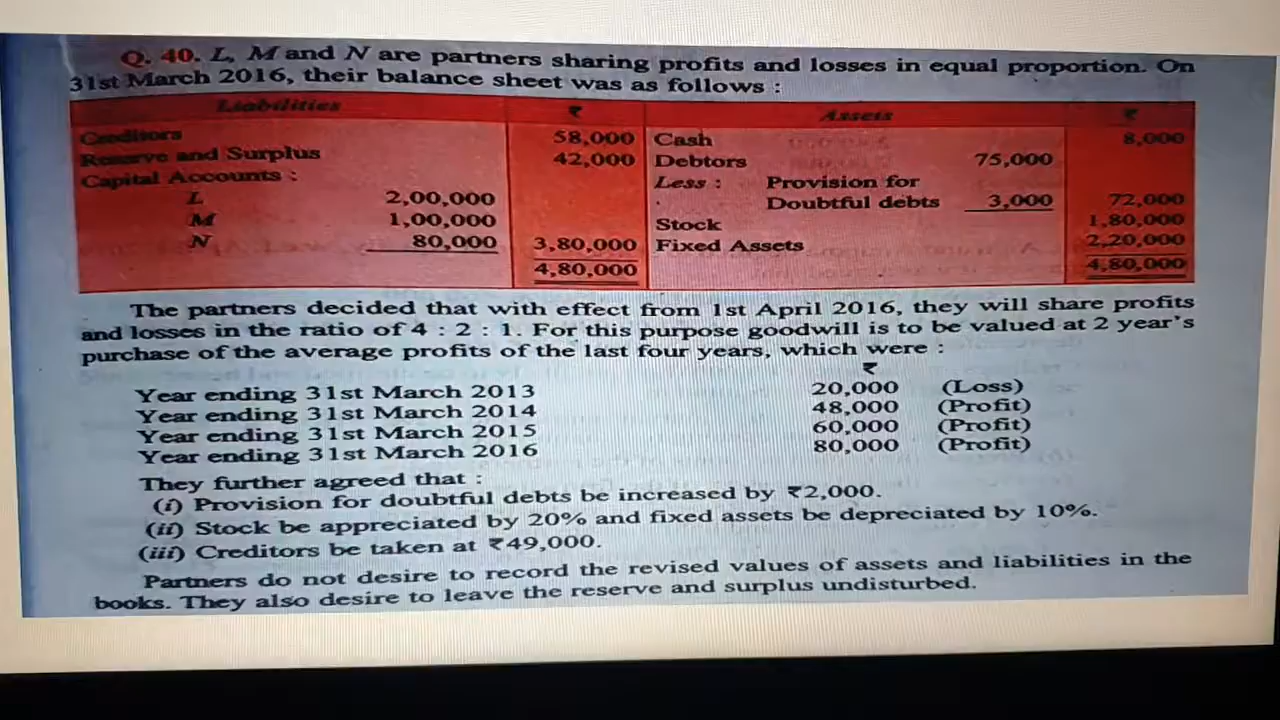 Q. 40. L, M and N are partners sharing profits and losses in equal proportion. On
31st March 2016, their balance sheet was as follows :
Liabilities ₹ Assets ₹
Creditors 58,000 Cash 8,000
Reserve and Surplus 42,000 Debtors 75,000
Capital Accounts : Less : Provision for
L 2,00,000 Doubtful debts 3,000 72,000
M 1,00,000 Stock 1,80,000
N 80,000 3,80,000 Fixed Assets 2,20,000
4,80,000 4,80,000
The partners decided that with effect from 1st April 2016, they will share profits
and losses in the ratio of 4 : 2 : 1. For this purpose goodwill is to be valued at 2 year's
purchase of the average profits of the last four years, which were :
₹
Year ending 31st March 2013 20,000 (Loss)
Year ending 31st March 2014 48,000 (Profit)
Year ending 31st March 2015 60,000 (Profit)
Year ending 31st March 2016 80,000 (Profit)
They further agreed that :
(i) Provision for doubtful debts be increased by ₹2,000.
(ii) Stock be appreciated by 20% and fixed assets be depreciated by 10%.
(iii) Creditors be taken at ₹49,000.
Partners do not desire to record the revised values of assets and liabilities in the
books. They also desire to leave the reserve and surplus undisturbed.